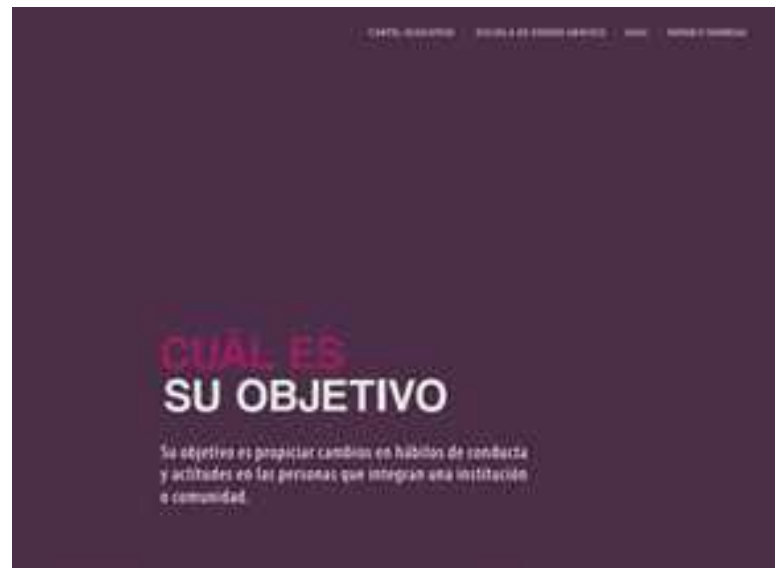 CUÁL ES
SU OBJETIVO
Su objetivo es propiciar cambios en hábitos de conducta
y actitudes en las personas que integran una institución
o comunidad.